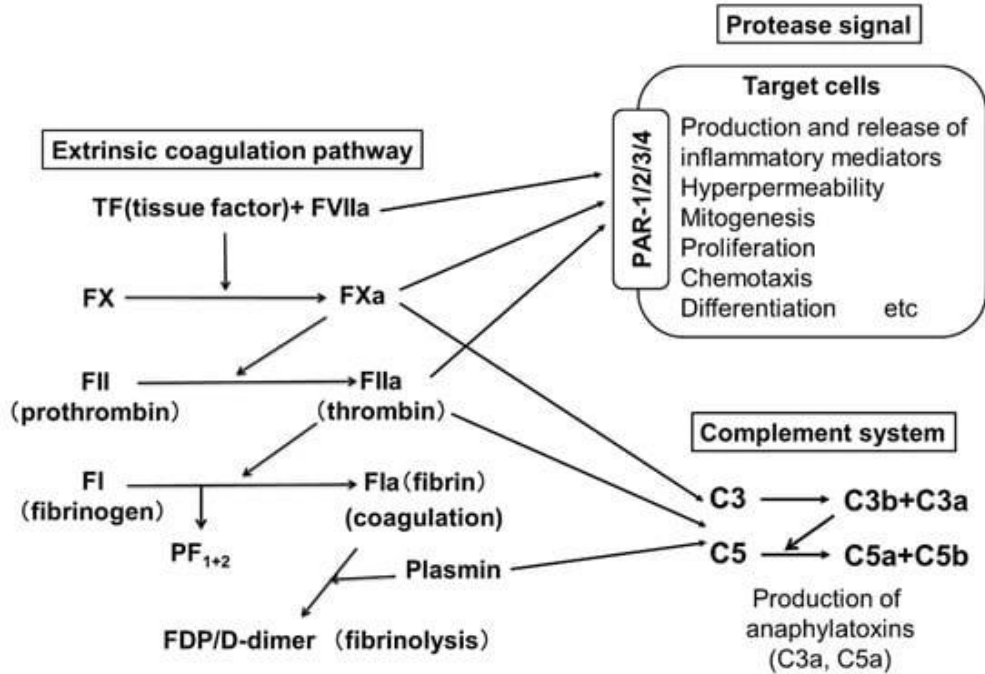 Protease signal
Target cells
PAR-1/2/3/4
Production and release of
inflammatory mediators
Hyperpermeability
Mitogenesis
Proliferation
Chemotaxis
Differentiation etc
Extrinsic coagulation pathway
TF(tissue factor)+ FVIIa
FX FXa
FII FIIa
(prothrombin) (thrombin)
FI FIa(fibrin)
(fibrinogen) (coagulation)
PF1+2
Plasmin
FDP/D-dimer (fibrinolysis)
Complement system
C3 C3b+C3a
C5 C5a+C5b
Production of
anaphylatoxins
(C3a, C5a)